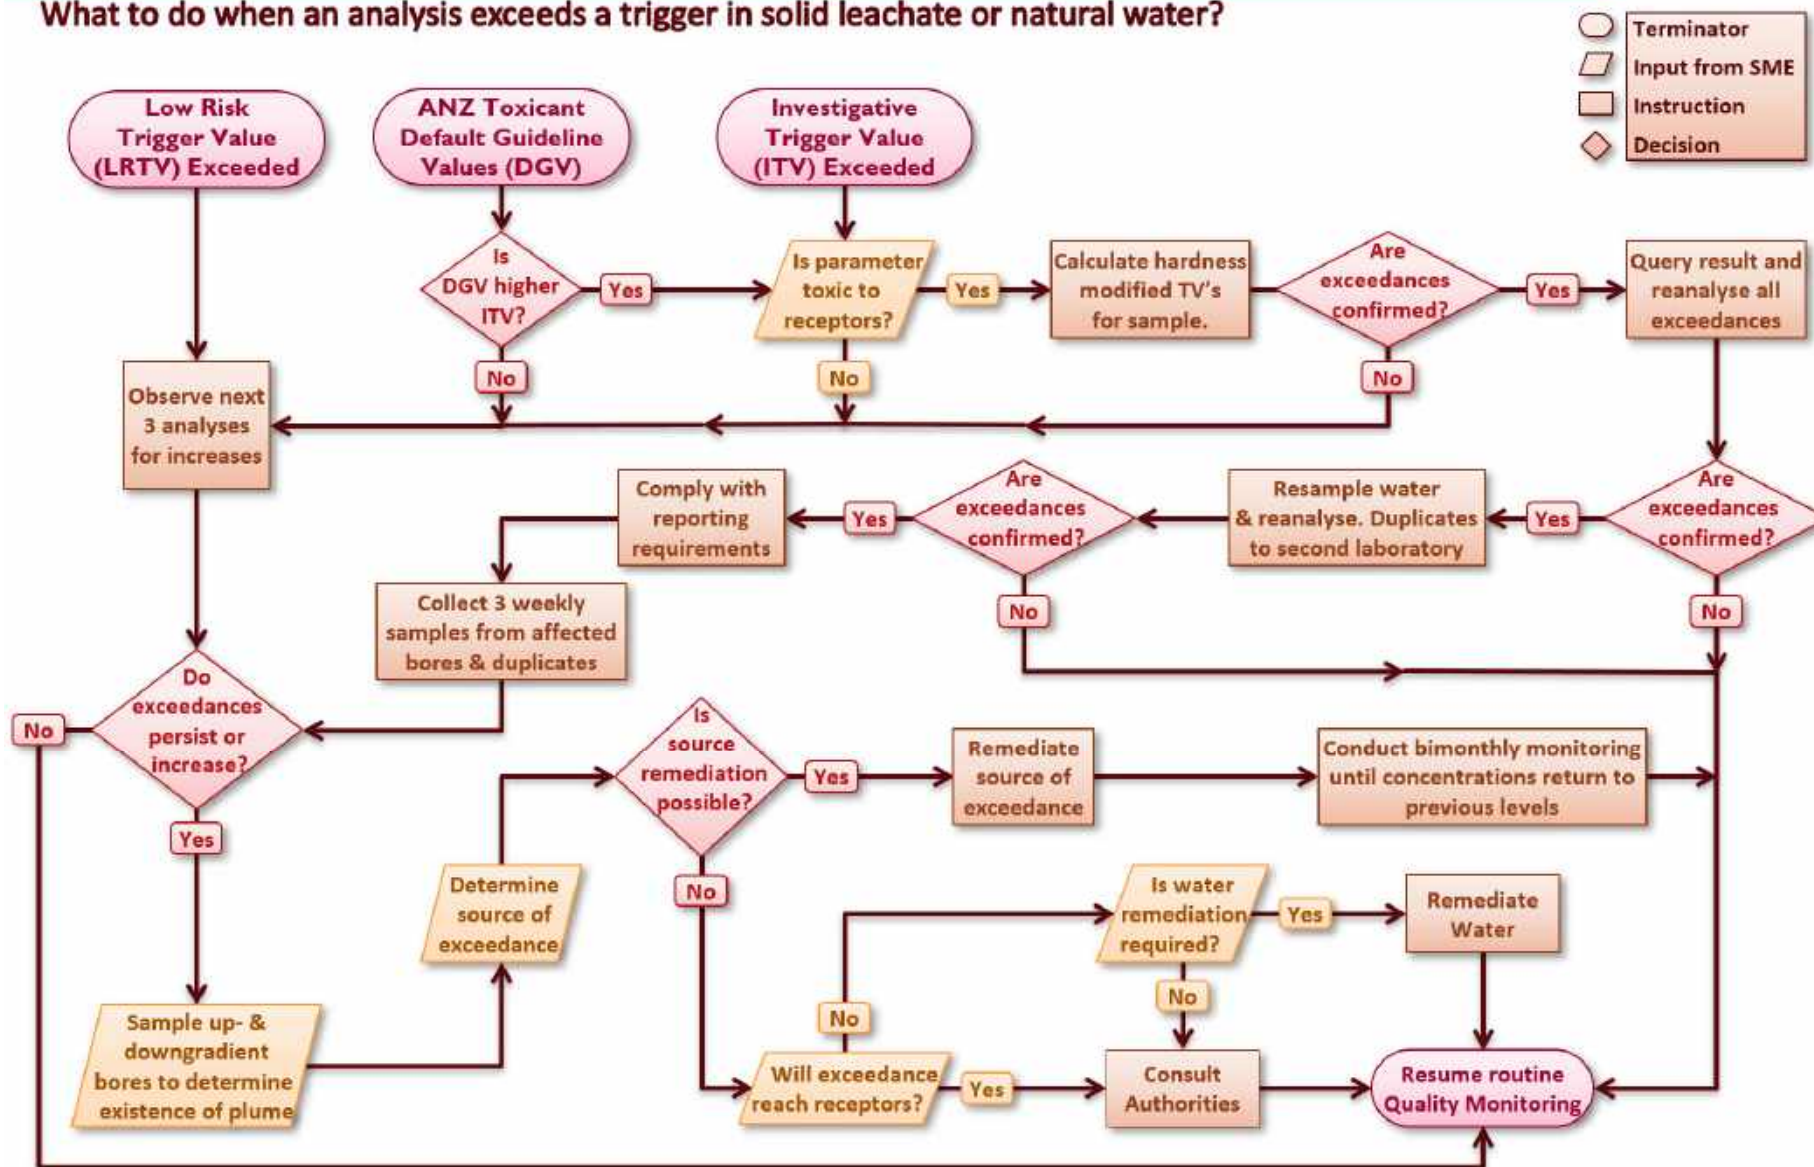 What to do when an analysis exceeds a trigger in solid leachate or natural water?
Terminator
Input from SME
Instruction
Decision
Low Risk
Trigger Value
(LRTV) Exceeded
ANZ Toxicant
Default Guideline
Values (DGV)
Investigative
Trigger Value
(ITV) Exceeded
Is
DGV higher
ITV?
Yes
Is parameter
toxic to
receptors?
Yes
Calculate hardness
modified TV's
for sample.
Are
exceedances
confirmed?
Yes
Query result and
reanalyse all
exceedances
No
No
No
Observe next
3 analyses
for increases
Comply with
reporting
requirements
Yes
Are
exceedances
confirmed?
Resample water
& reanalyse. Duplicates
to second laboratory
Yes
Are
exceedances
confirmed?
No
No
Collect 3 weekly
samples from affected
bores & duplicates
No
Do
exceedances
persist or
increase?
Is
source
remediation
possible?
Yes
Remediate
source of
exceedance
Conduct bimonthly monitoring
until concentrations return to
previous levels
Yes
No
Determine
source of
exceedance
Is water
remediation
required?
Yes
Remediate
Water
No
No
Sample up- &
downgradient
bores to determine
existence of plume
Will exceedance
reach receptors?
Yes
Consult
Authorities
Resume routine
Quality Monitoring